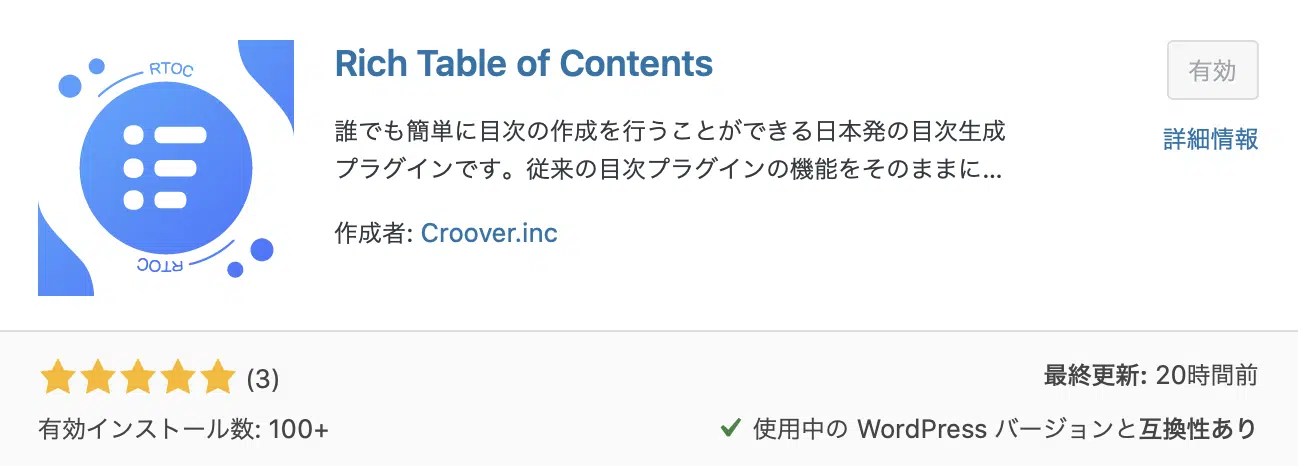 RTOC
Rich Table of Contents
有効
誰でも簡単に目次の作成を行うことができる日本発の目次生成
プラグインです。従来の目次プラグインの機能をそのままに...
詳細情報
作成者: Croover.inc
RTOC
(3)
最終更新: 20時間前
有効インストール数: 100+
使用中の WordPress バージョンと互換性あり